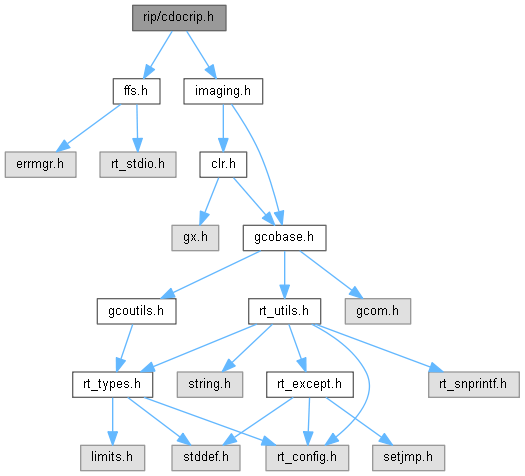 rip/cdocrip.h
ffs.h
imaging.h
errmgr.h
rt_stdio.h
clr.h
gx.h
gcobase.h
gcoutils.h
rt_utils.h
gcom.h
rt_types.h
string.h
rt_except.h
rt_snprintf.h
limits.h
stddef.h
rt_config.h
setjmp.h